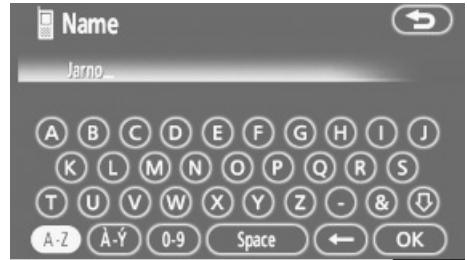 Name
Jarno_
A B C D E F G H I J
K L M N O P Q R S
T U V W X Y Z - &
A-Z À-Ý 0-9 Space ← OK